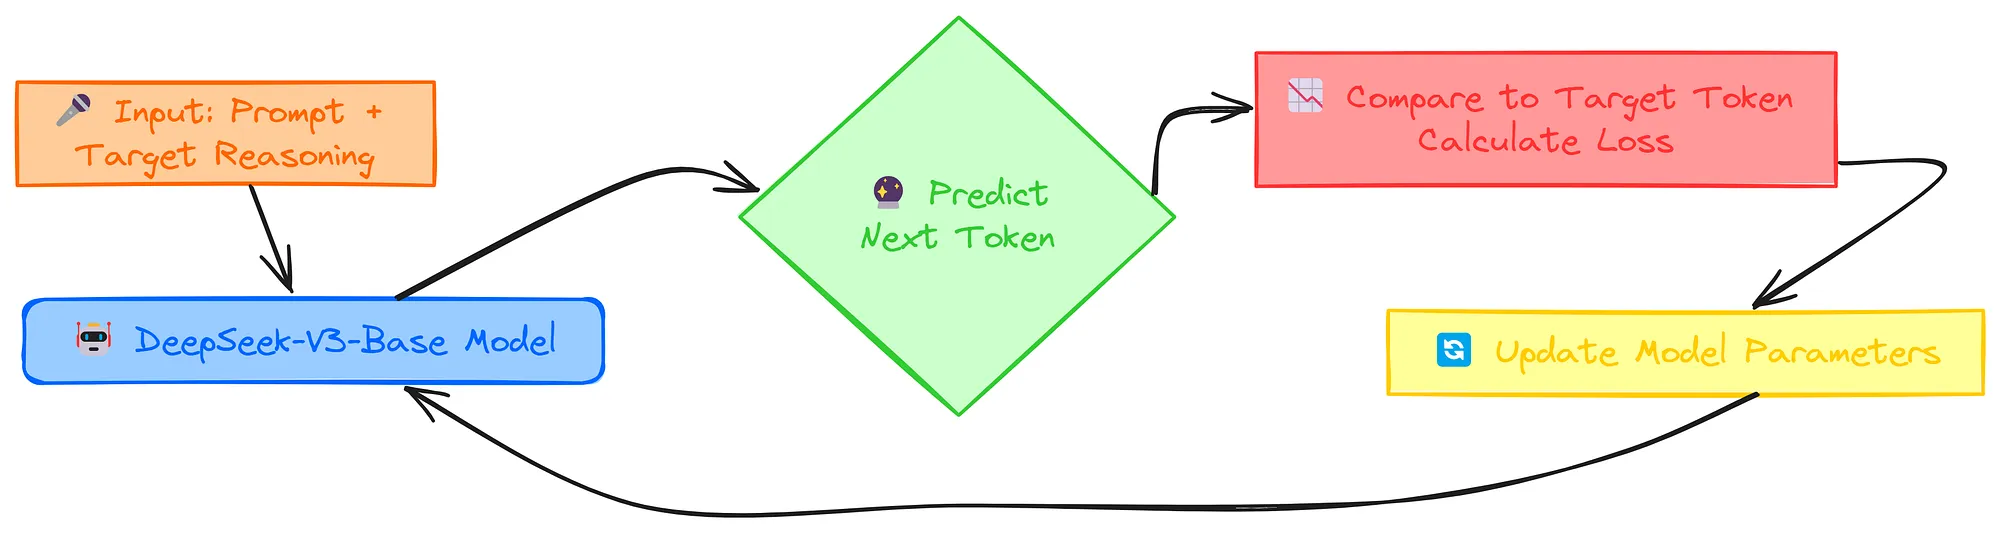 Input: Prompt +
Target Reasoning
DeepSeek-V3-Base Model
Predict
Next Token
Compare to Target Token
Calculate Loss
Update Model Parameters